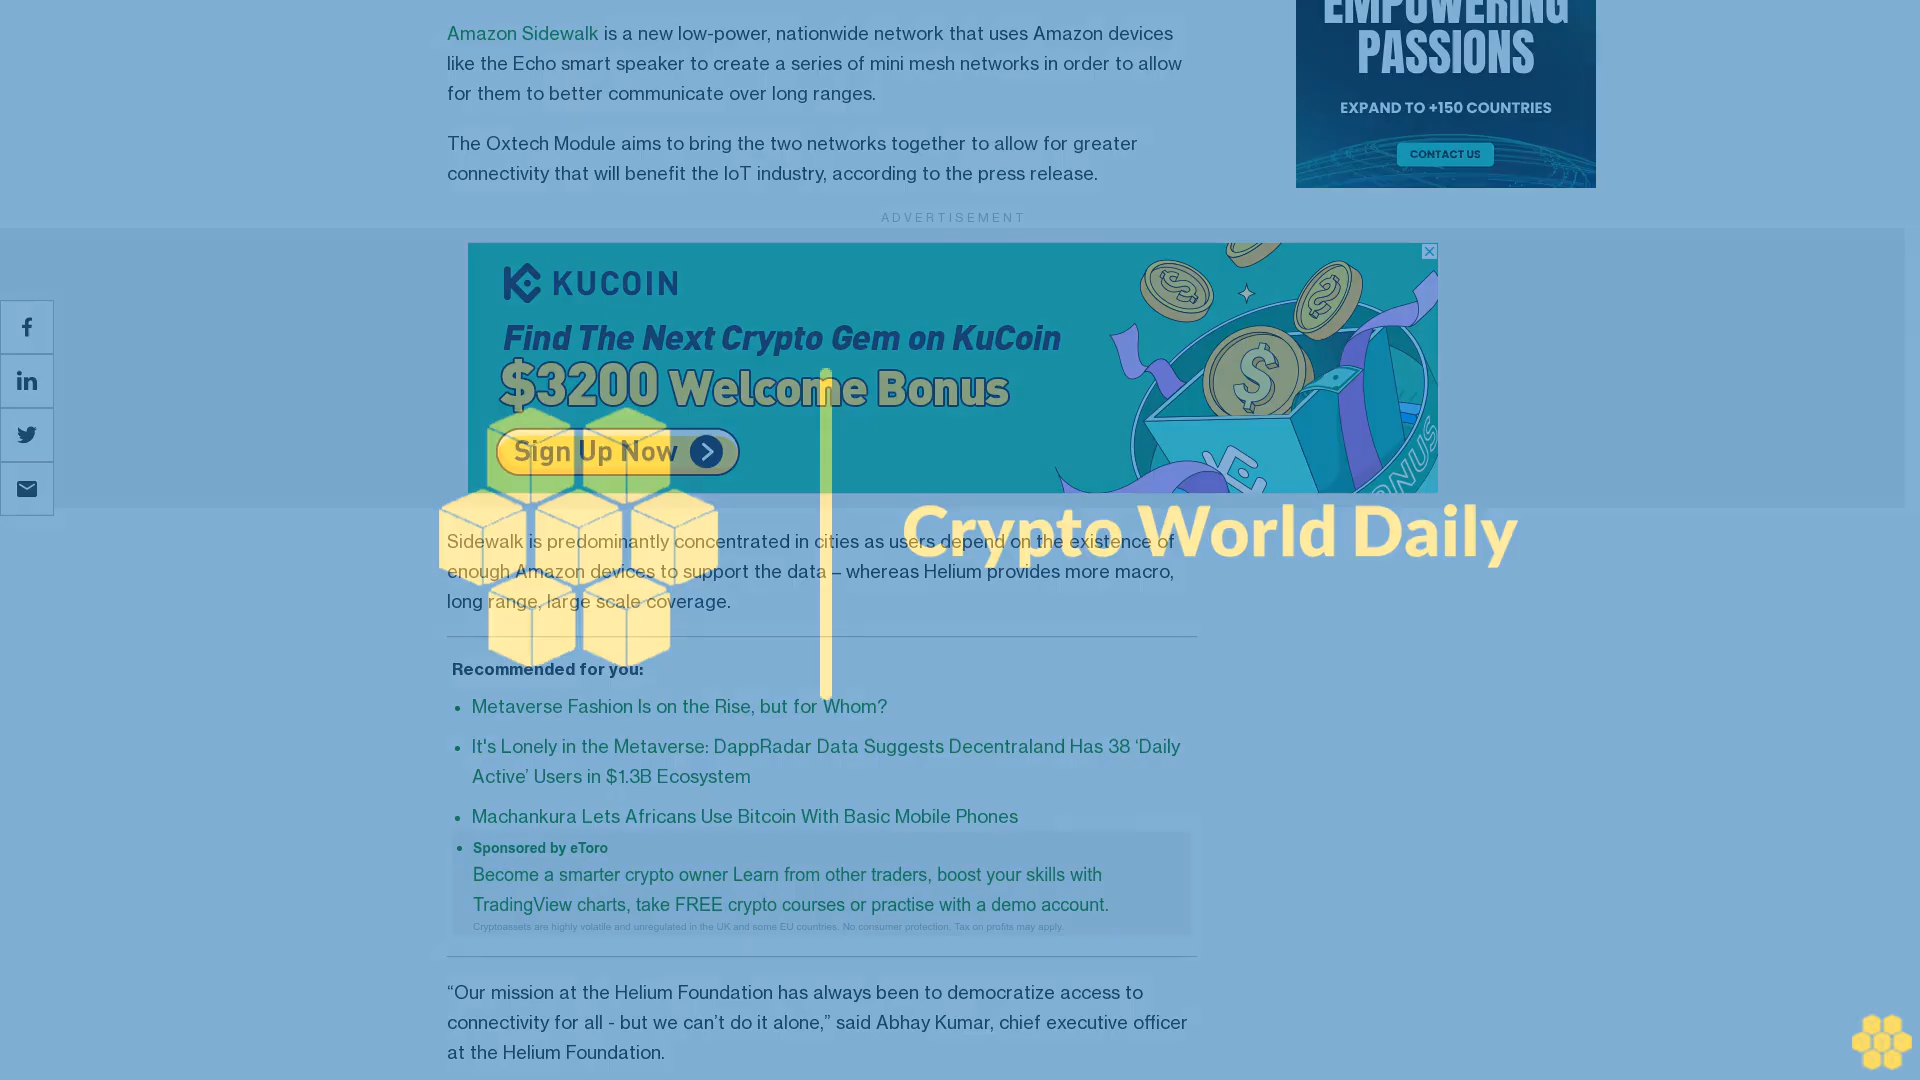 Amazon Sidewalk is a new low-power, nationwide network that uses Amazon devices
like the Echo smart speaker to create a series of mini mesh networks in order to allow
for them to better communicate over long ranges.
The Oxtech Module aims to bring the two networks together to allow for greater
connectivity that will benefit the IoT industry, according to the press release.
EMPOWERING
PASSIONS
EXPAND TO +150 COUNTRIES
CONTACT US
ADVERTISEMENT
KUCOIN
Find The Next Crypto Gem on KuCoin
$3200 Welcome Bonus
Sign Up Now
BONUS
Crypto World Daily
Sidewalk is predominantly concentrated in cities as users depend on the existence of
enough Amazon devices to support the data – whereas Helium provides more macro,
long range, large scale coverage.
Recommended for you:
• Metaverse Fashion Is on the Rise, but for Whom?
• It's Lonely in the Metaverse: DappRadar Data Suggests Decentraland Has 38 ‘Daily
Active’ Users in $1.3B Ecosystem
• Machankura Lets Africans Use Bitcoin With Basic Mobile Phones
• Sponsored by eToro
Become a smarter crypto owner Learn from other traders, boost your skills with
TradingView charts, take FREE crypto courses or practise with a demo account.
Cryptoassets are highly volatile and unregulated in the UK and some EU countries. No consumer protection. Tax on profits may apply.
“Our mission at the Helium Foundation has always been to democratize access to
connectivity for all - but we can’t do it alone,” said Abhay Kumar, chief executive officer
at the Helium Foundation.